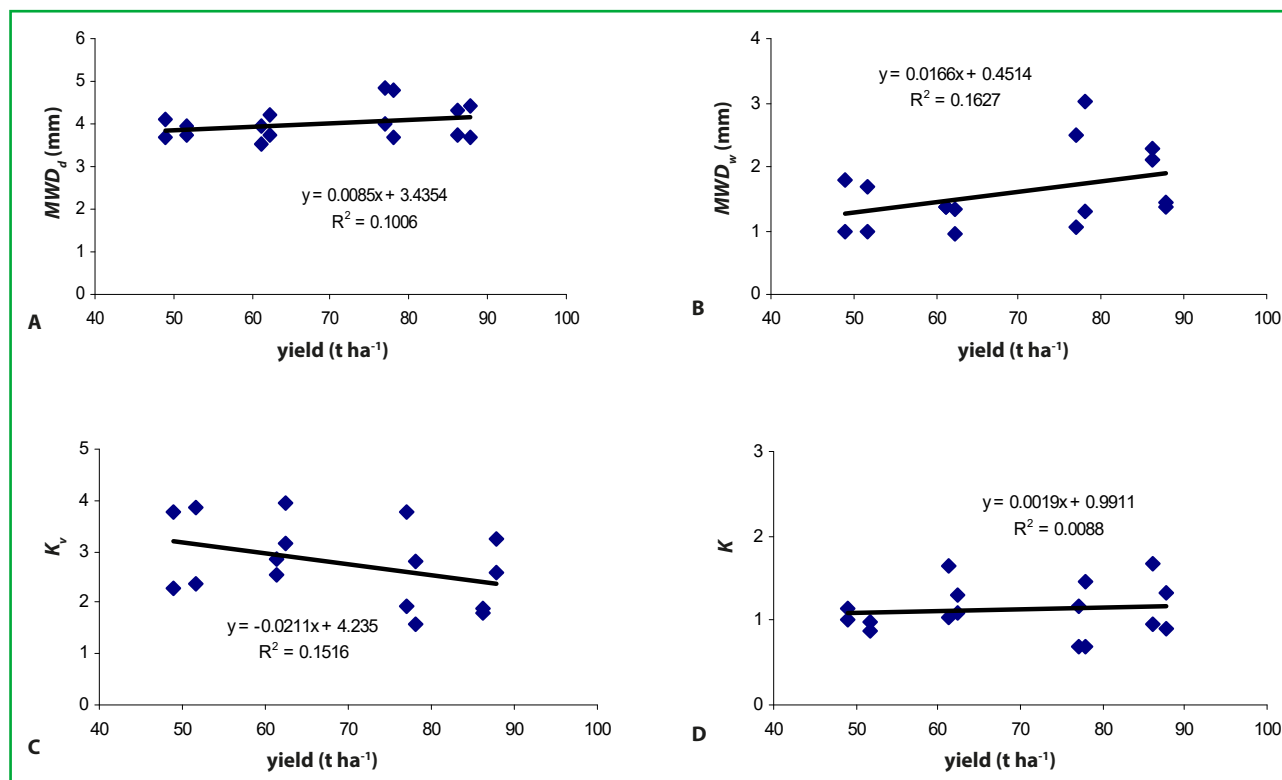 5
MWD_d (mm)
4
3
2
1
0
y = 0.0085x + 3.4354
R² = 0.1006
40 50 60 70 80 90 100
A
yield (t ha⁻¹)
4
MWD_w (mm)
3
2
1
0
y = 0.0166x + 0.4514
R² = 0.1627
40 50 60 70 80 90 100
B
yield (t ha⁻¹)
5
4
K_v
3
2
1
0
y = -0.0211x + 4.235
R² = 0.1516
40 50 60 70 80 90 100
C
yield (t ha⁻¹)
3
2
K
1
0
y = 0.0019x + 0.9911
R² = 0.0088
40 50 60 70 80 90 100
D
yield (t ha⁻¹)